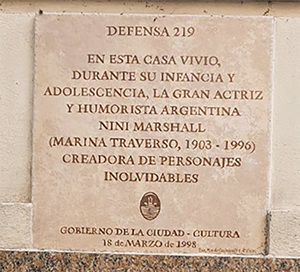 DEFENSA 219
EN ESTA CASA VIVIO,
DURANTE SU INFANCIA Y
ADOLESCENCIA, LA GRAN ACTRIZ
Y HUMORISTA ARGENTINA
NINI MARSHALL
(MARINA TRAVERSO, 1903 - 1996)
CREADORA DE PERSONAJES
INOLVIDABLES
GOBIERNO DE LA CIUDAD - CULTURA
18 de MARZO de 1998